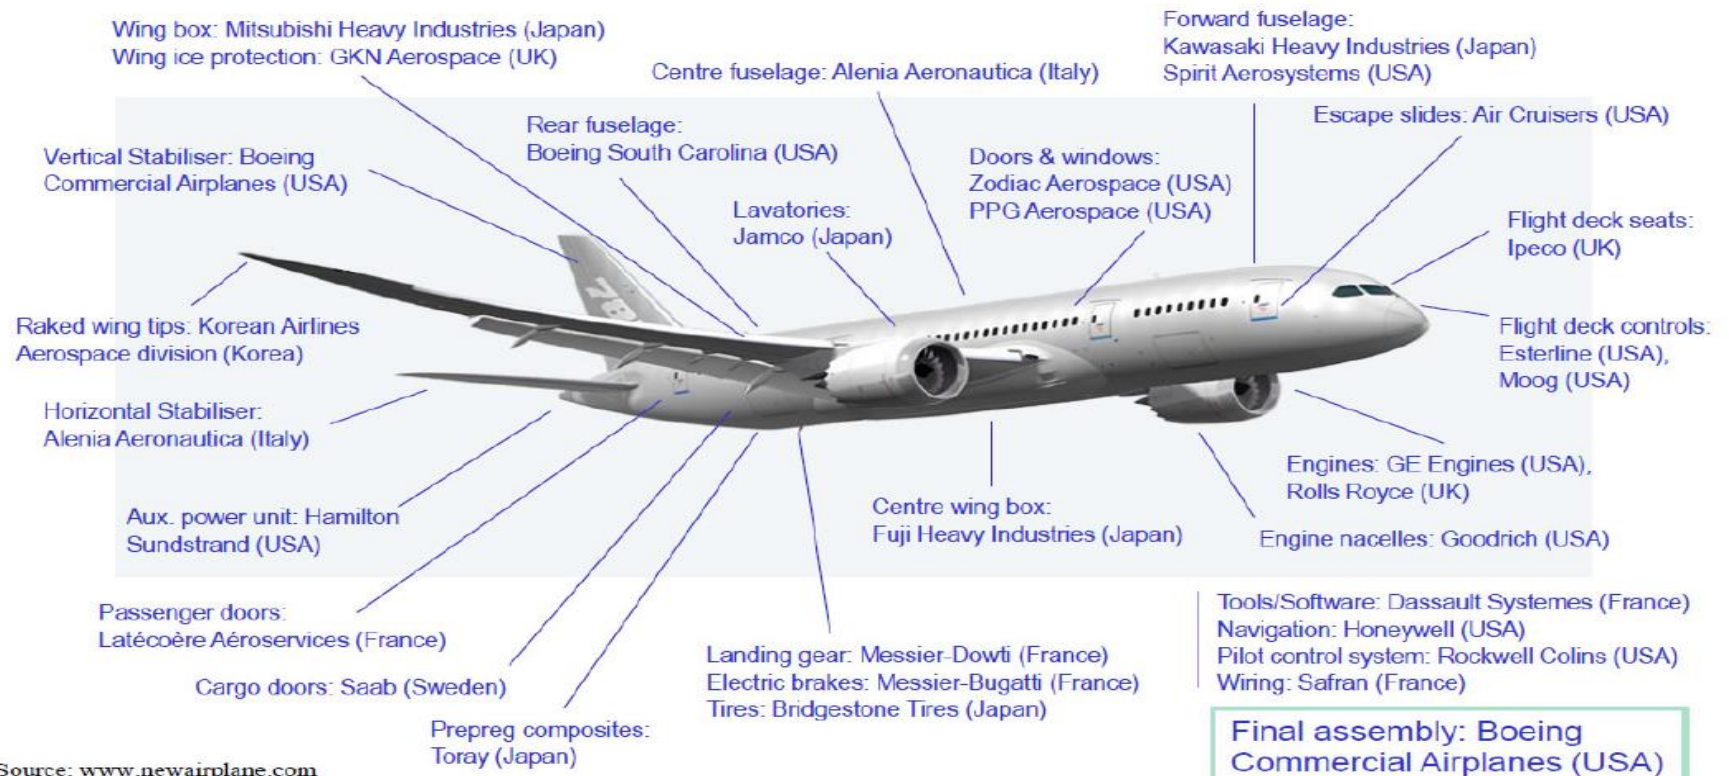 Wing box: Mitsubishi Heavy Industries (Japan)
Wing ice protection: GKN Aerospace (UK)
Centre fuselage: Alenia Aeronautica (Italy)
Forward fuselage:
Kawasaki Heavy Industries (Japan)
Spirit Aerosystems (USA)
Escape slides: Air Cruisers (USA)
Rear fuselage:
Boeing South Carolina (USA)
Vertical Stabiliser: Boeing
Commercial Airplanes (USA)
Doors & windows:
Zodiac Aerospace (USA)
PPG Aerospace (USA)
Lavatories:
Jamco (Japan)
Flight deck seats:
Ipeco (UK)
787
Raked wing tips: Korean Airlines
Aerospace division (Korea)
Flight deck controls:
Esterline (USA),
Moog (USA)
Horizontal Stabiliser:
Alenia Aeronautica (Italy)
Engines: GE Engines (USA),
Rolls Royce (UK)
Aux. power unit: Hamilton
Sundstrand (USA)
Centre wing box:
Fuji Heavy Industries (Japan)
Engine nacelles: Goodrich (USA)
Passenger doors:
Latécoère Aéroservices (France)
Tools/Software: Dassault Systemes (France)
Navigation: Honeywell (USA)
Pilot control system: Rockwell Colins (USA)
Wiring: Safran (France)
Landing gear: Messier-Dowti (France)
Electric brakes: Messier-Bugatti (France)
Tires: Bridgestone Tires (Japan)
Cargo doors: Saab (Sweden)
Prepreg composites:
Toray (Japan)
Final assembly: Boeing
Commercial Airplanes (USA)
Source: www.newairplane.com